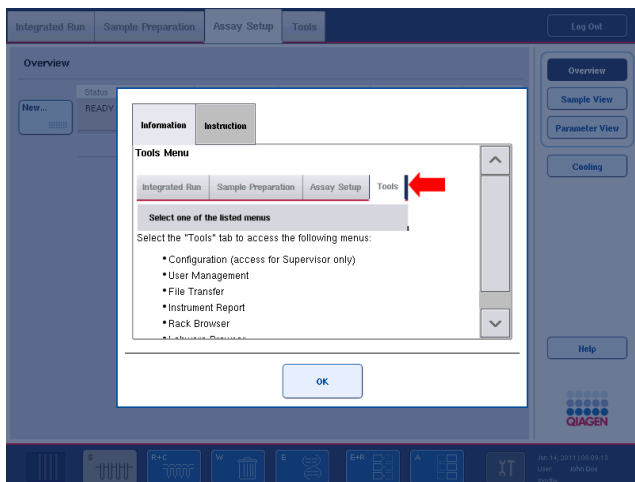 Integrated Run Sample Preparation Assay Setup Tools Log Out
Overview
Overview
Status
New... READY
Sample View
Parameter View
Cooling
Information Instruction
Tools Menu
Integrated Run Sample Preparation Assay Setup Tools
Select one of the listed menus
Select the "Tools" tab to access the following menus:
•Configuration (access for Supervisor only)
•User Management
•File Transfer
•Instrument Report
•Rack Browser
OK
Help
QIAGEN
S R+C W E E+R A
Jan 14, 2011 | 06:09:13
User: John Doe